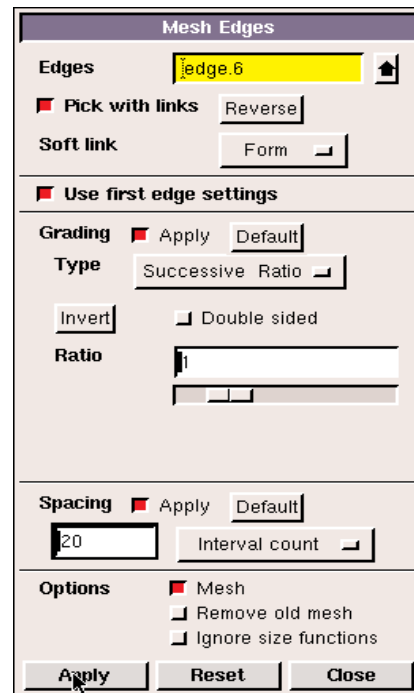 Mesh Edges
Edges edge.6
Pick with links Reverse
Soft link Form
Use first edge settings
Grading Apply Default
Type Successive Ratio
Invert Double sided
Ratio 1
Spacing Apply Default
20 Interval count
Options Mesh
Remove old mesh
Ignore size functions
Apply Reset Close